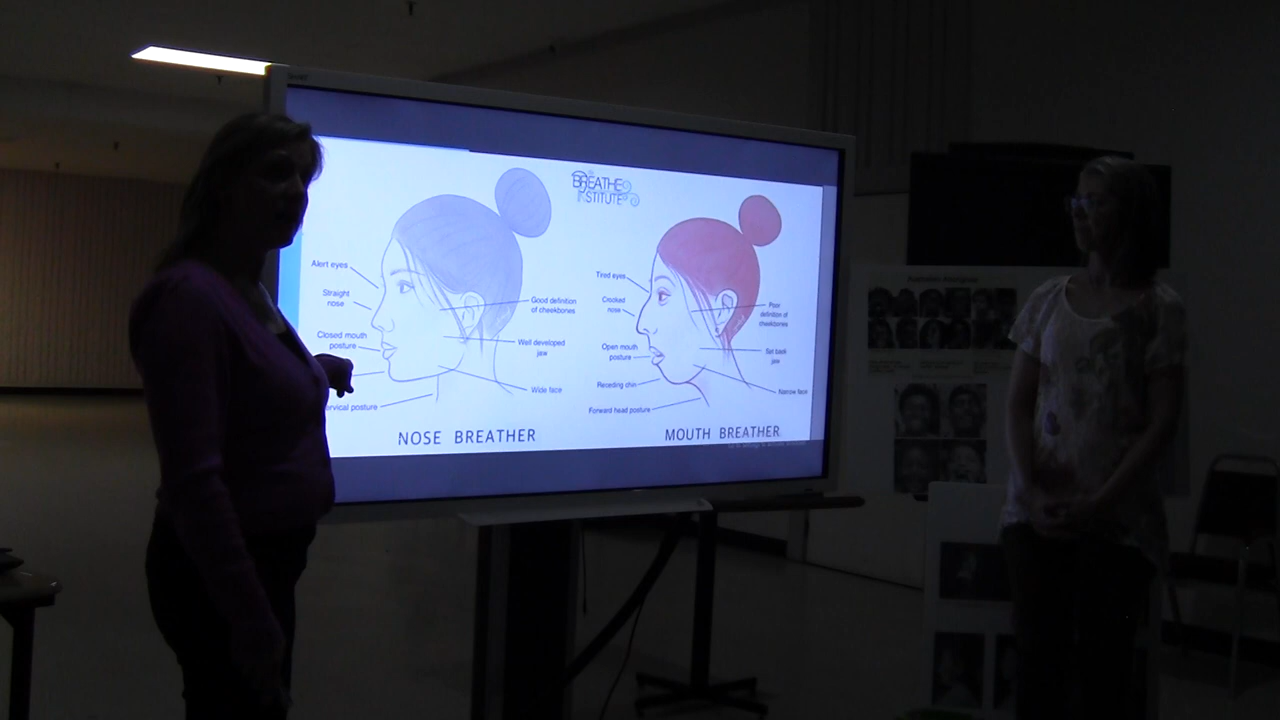 BREATHE
INSTITUTE
Alert eyes
Straight
nose
Closed mouth
posture
ervical posture
Good definition
of cheekbones
Well developed
jaw
Wide face
NOSE BREATHER
Tired eyes
Crooked
nose
Open mouth
posture
Receding chin
Forward head posture
Poor
definition of
cheekbones
Set back
jaw
Narrow face
MOUTH BREATHER